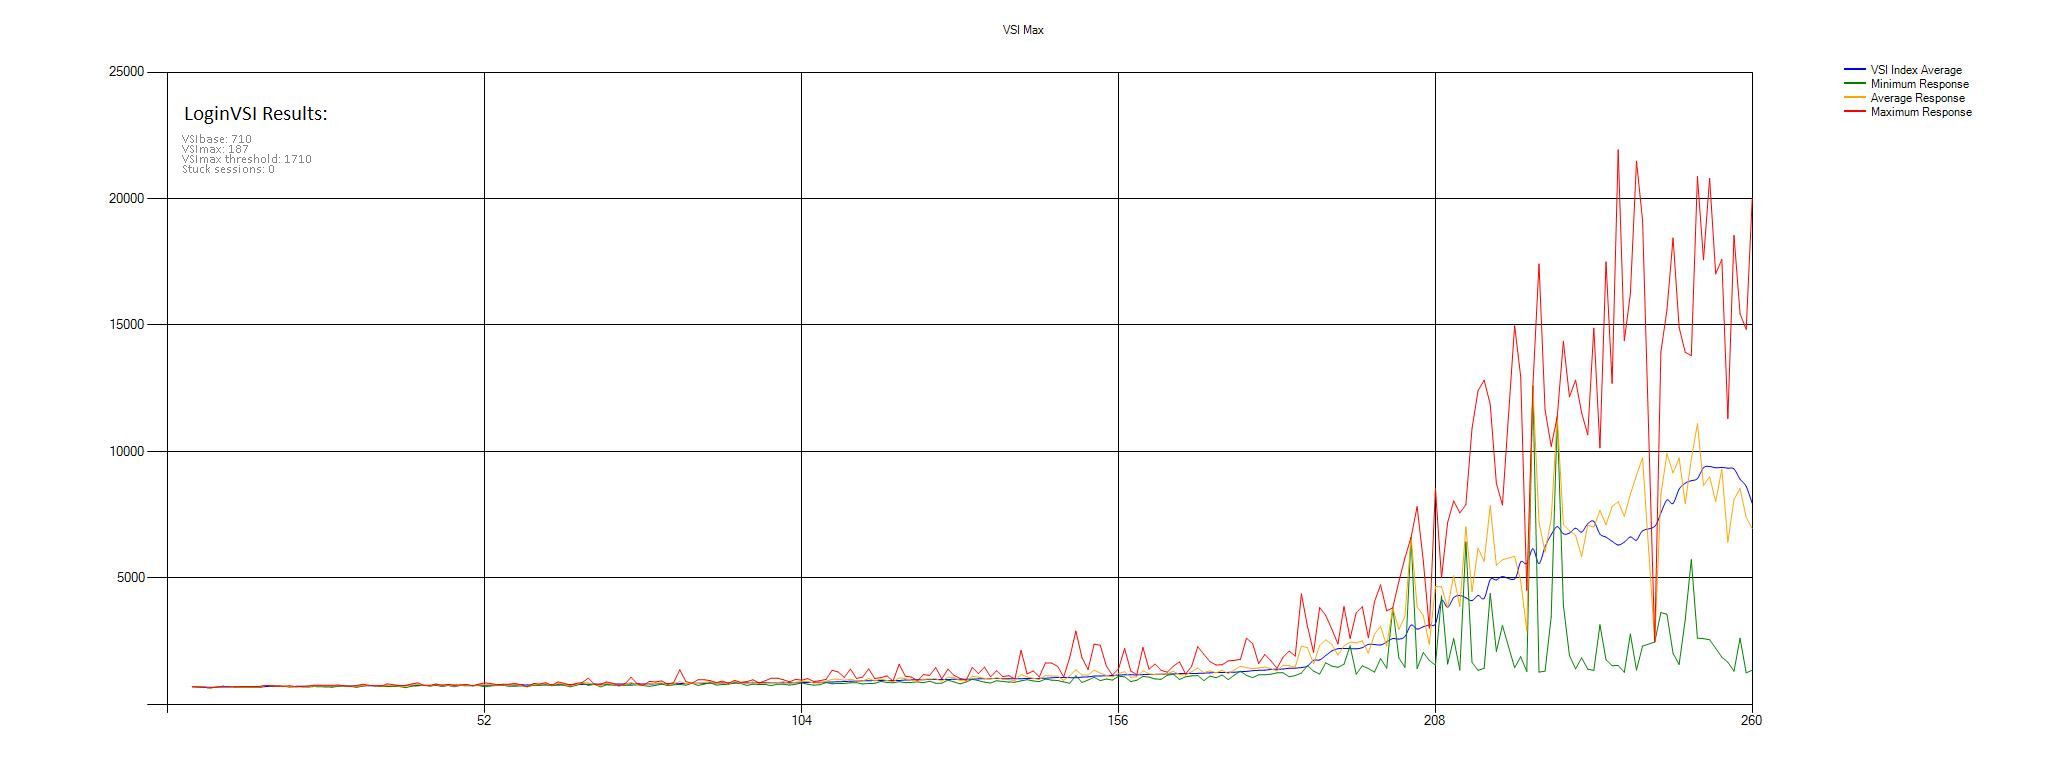 VSI Max
25000
20000
15000
10000
5000
LoginVSI Results:
VSIbase: 710
VSImax: 187
VSImax threshold: 1710
Stuck sessions: 0
VSI Index Average
Minimum Response
Average Response
Maximum Response
52
104
156
208
260